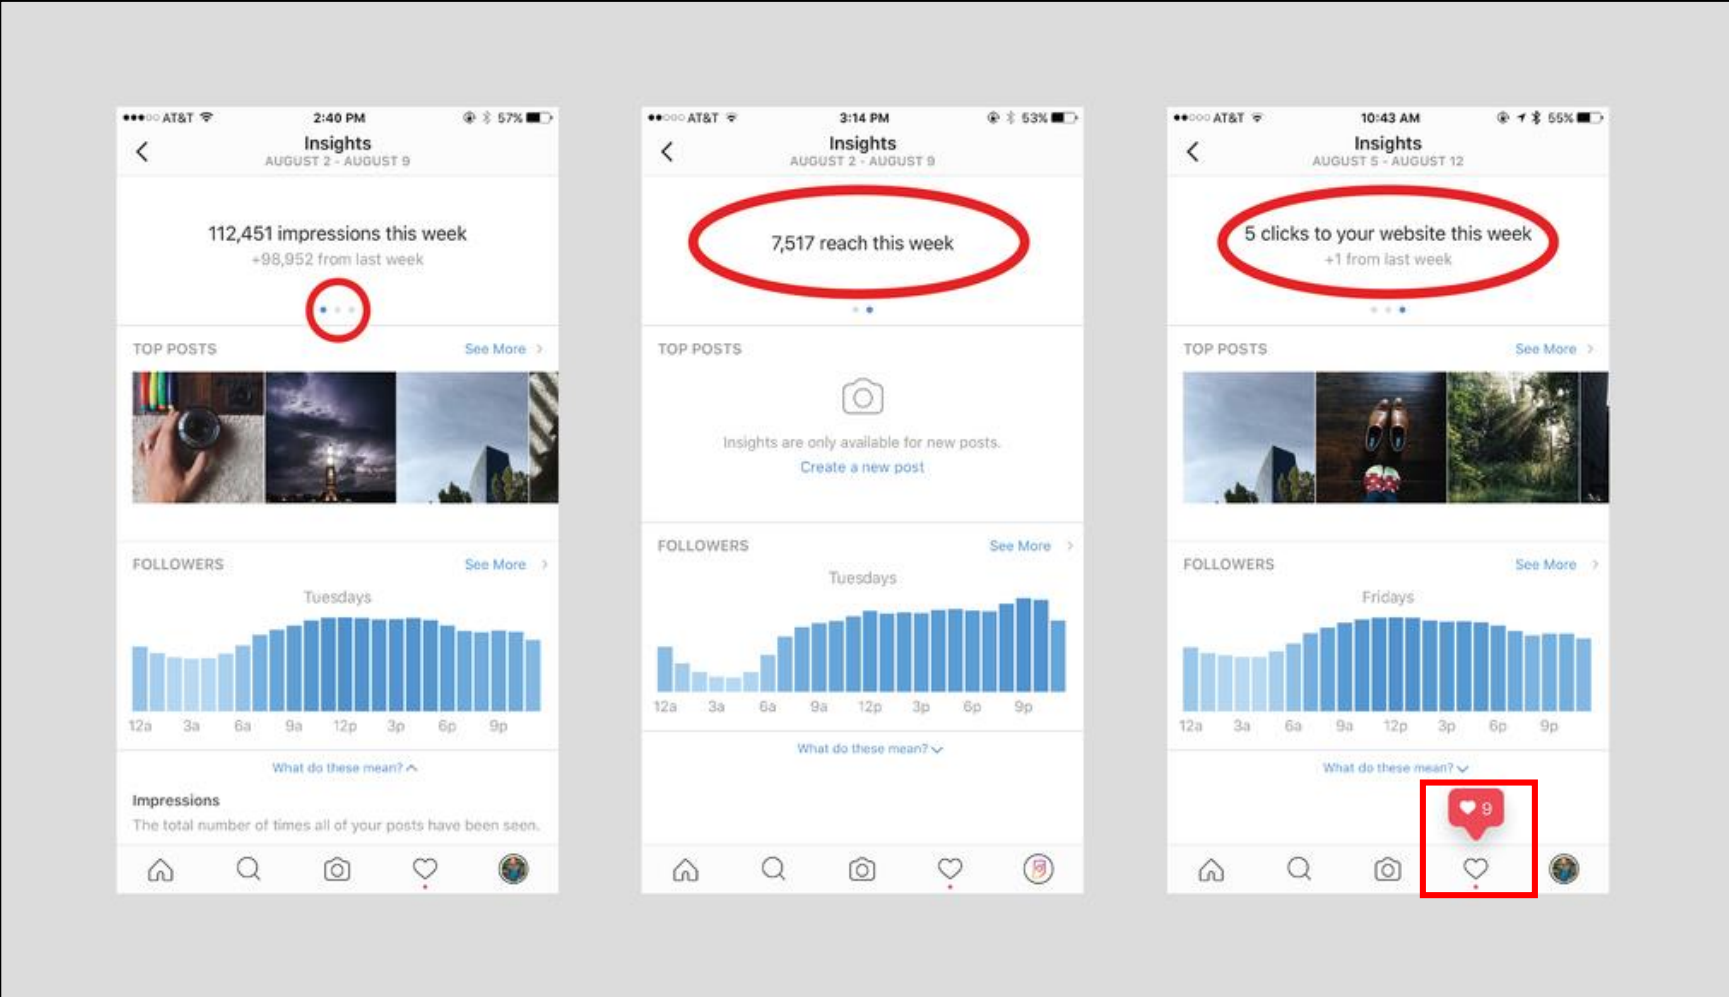 AT&T 2:40 PM 57%
Insights
AUGUST 2 - AUGUST 9
112,451 impressions this week
+98,952 from last week
TOP POSTS See More
FOLLOWERS See More
Tuesdays
12a 3a 6a 9a 12p 3p 6p 9p
What do these mean?
Impressions
The total number of times all of your posts have been seen.
AT&T 3:14 PM 53%
Insights
AUGUST 2 - AUGUST 9
7,517 reach this week
TOP POSTS
Insights are only available for new posts.
Create a new post
FOLLOWERS See More
Tuesdays
12a 3a 6a 9a 12p 3p 6p 9p
What do these mean?
AT&T 10:43 AM 55%
Insights
AUGUST 5 - AUGUST 12
5 clicks to your website this week
+1 from last week
TOP POSTS See More
FOLLOWERS See More
Fridays
12a 3a 6a 9a 12p 3p 6p 9p
What do these mean?
9